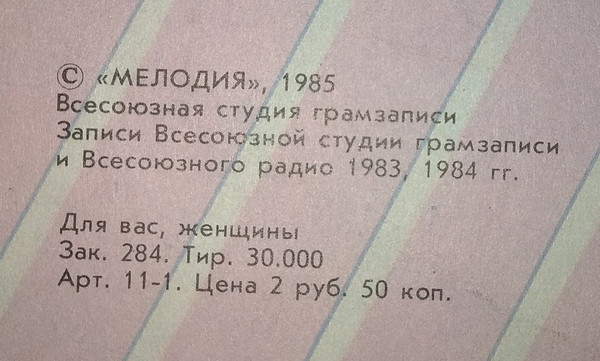 © «МЕЛОДИЯ», 1985
Всесоюзная студия грамзаписи
Записи Всесоюзной студии грамзаписи
и Всесоюзного радио 1983, 1984 гг.
Для вас, женщины
Зак. 284. Тир. 30.000
Арт. 11-1. Цена 2 руб. 50 коп.